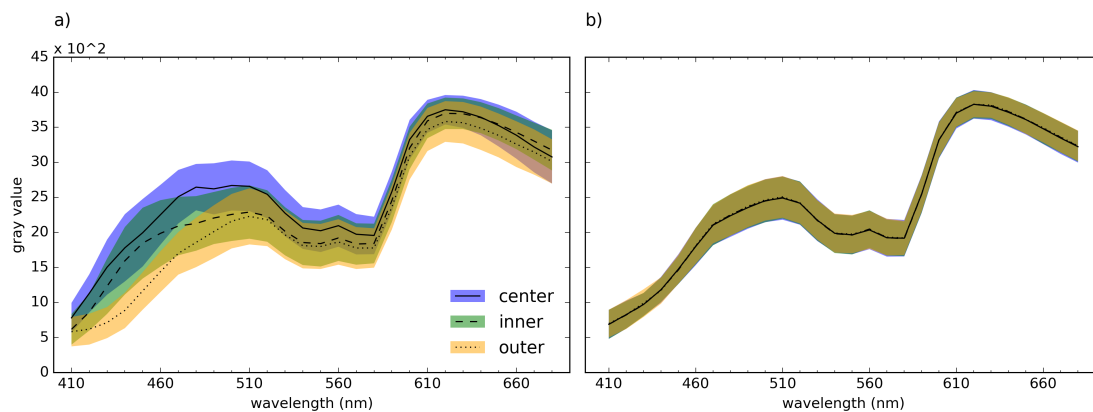 a)
b)
x 10^2
45
40
35
30
25
20
15
10
5
0
gray value
center
inner
outer
410 460 510 560 610 660
410 460 510 560 610 660
wavelength (nm)
wavelength (nm)